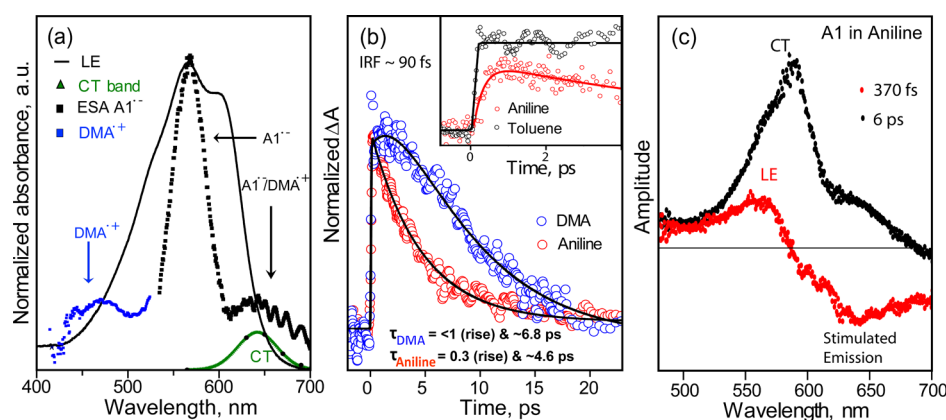 (a)
LE
CT band
ESA A1·⁻
DMA·⁺
A1·⁻
A1·⁻/DMA·⁺
DMA·⁺
CT
Normalized absorbance, a.u.
400 500 600 700
Wavelength, nm
(b)
IRF ~ 90 fs
Aniline
Toluene
0 2
Time, ps
DMA
Aniline
τDMA = <1 (rise) & ~6.8 ps
τAniline = 0.3 (rise) & ~4.6 ps
Normalized ΔA
0 5 10 15 20
Time, ps
(c)
A1 in Aniline
CT
370 fs
6 ps
LE
Stimulated
Emission
Amplitude
500 550 600 650 700
Wavelength, nm